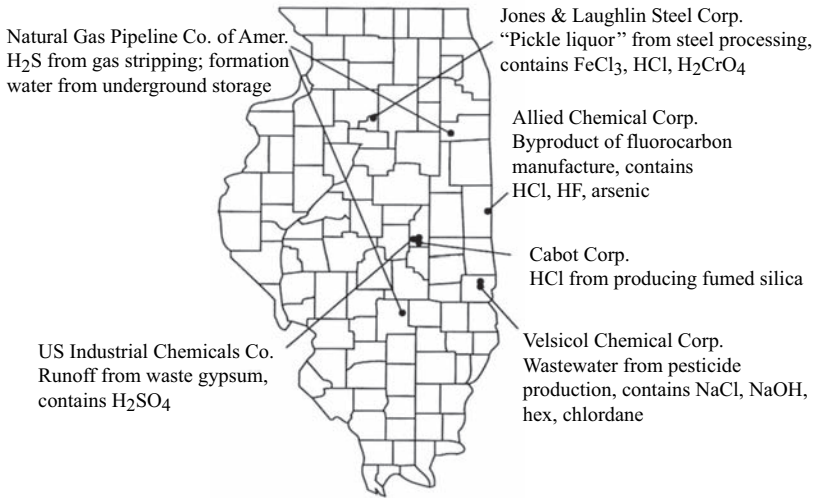 Natural Gas Pipeline Co. of Amer.
H2S from gas stripping; formation
water from underground storage
Jones & Laughlin Steel Corp.
“Pickle liquor” from steel processing,
contains FeCl3, HCl, H2CrO4
Allied Chemical Corp.
Byproduct of fluorocarbon
manufacture, contains
HCl, HF, arsenic
Cabot Corp.
HCl from producing fumed silica
US Industrial Chemicals Co.
Runoff from waste gypsum,
contains H2SO4
Velsicol Chemical Corp.
Wastewater from pesticide
production, contains NaCl, NaOH,
hex, chlordane